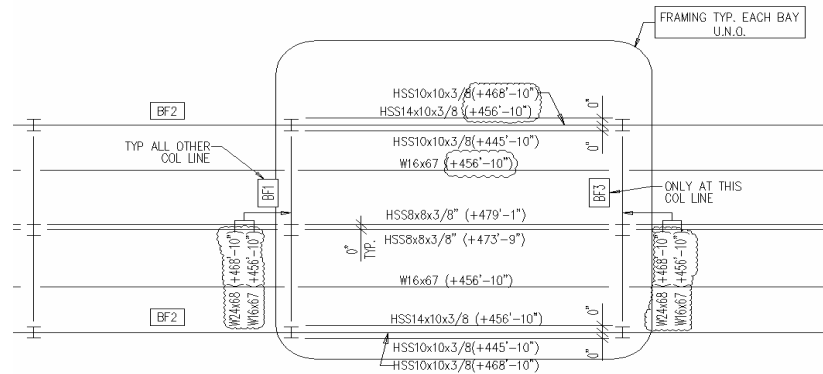 FRAMING TYP. EACH BAY
U.N.O.
HSS10x10x3/8(+468'-10")
HSS14x10x3/8 (+456'-10")
0"
BF2
HSS10x10x3/8(+445'-10")
0"
TYP ALL OTHER
COL LINE
W16x67 (+456'-10")
BF1
BF3
ONLY AT THIS
COL LINE
HSS8x8x3/8" (+479'-1")
HSS8x8x3/8" (+473'-9")
0"
TYP.
W24x68 (+468'-10")
W16x67 (+456'-10")
W24x68 (+468'-10")
W16x67 (+456'-10")
W16x67 (+456'-10")
BF2
HSS14x10x3/8 (+456'-10")
0"
HSS10x10x3/8(+445'-10")
0"
HSS10x10x3/8(+468'-10")